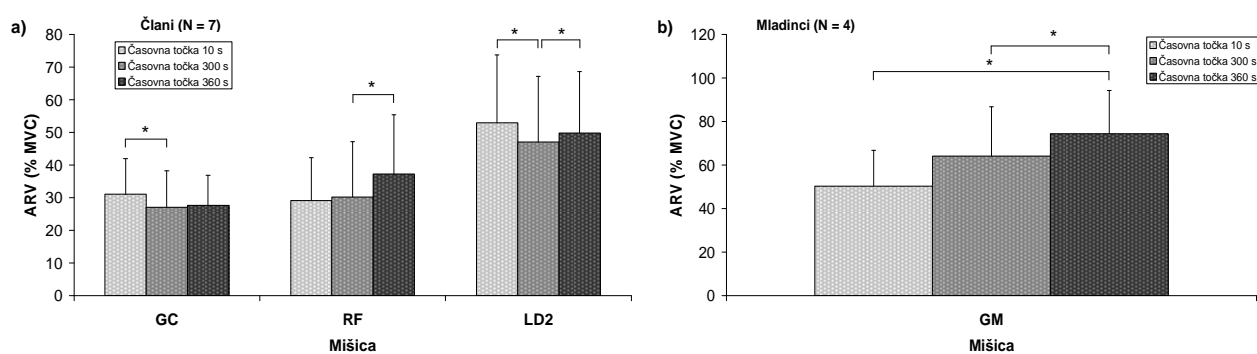 a)
Člani (N = 7)
Časovna točka 10 s
Časovna točka 300 s
Časovna točka 360 s
ARV (% MVC)
80
70
60
50
40
30
20
10
0
*
*
*
*
GC
RF
LD2
Mišica
b)
Mladinci (N = 4)
Časovna točka 10 s
Časovna točka 300 s
Časovna točka 360 s
ARV (% MVC)
120
100
80
60
40
20
0
*
*
GM
Mišica